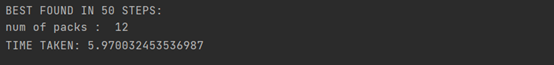 BEST FOUND IN 50 STEPS:
num of packs :  12
TIME TAKEN: 5.970032453536987